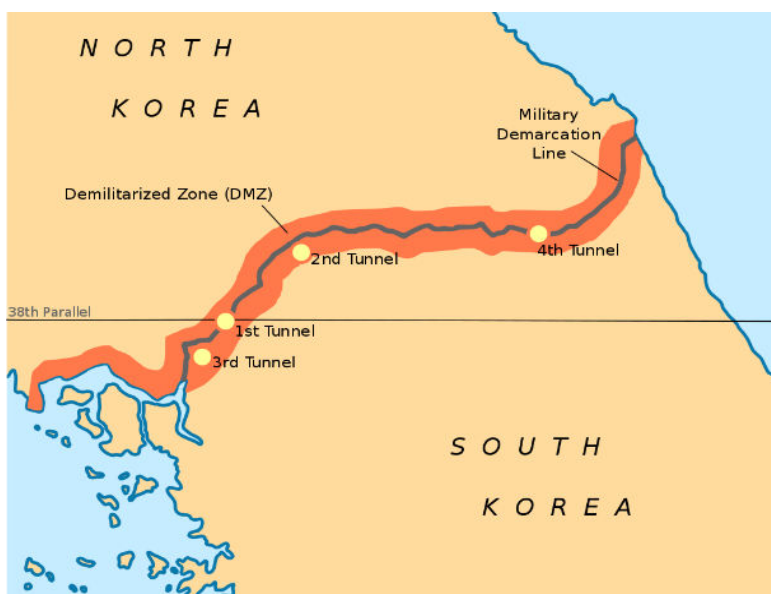 NORTH
KOREA
Military
Demarcation
Line
Demilitarized Zone (DMZ)
2nd Tunnel
4th Tunnel
38th Parallel
1st Tunnel
3rd Tunnel
SOUTH
KOREA